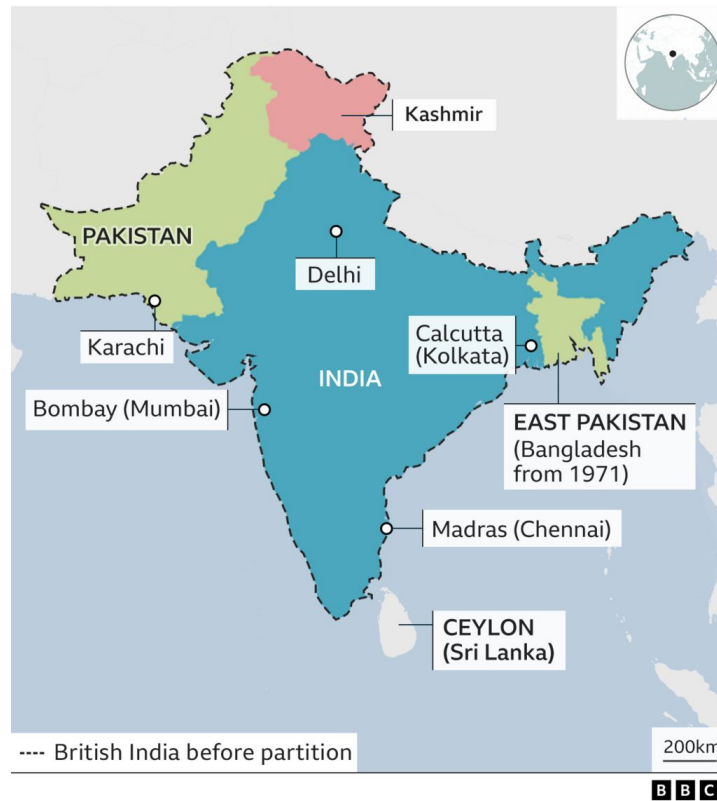 Kashmir
PAKISTAN
Delhi
Karachi
Calcutta
(Kolkata)
INDIA
Bombay (Mumbai)
EAST PAKISTAN
(Bangladesh
from 1971)
Madras (Chennai)
CEYLON
(Sri Lanka)
---- British India before partition
200km
BBC